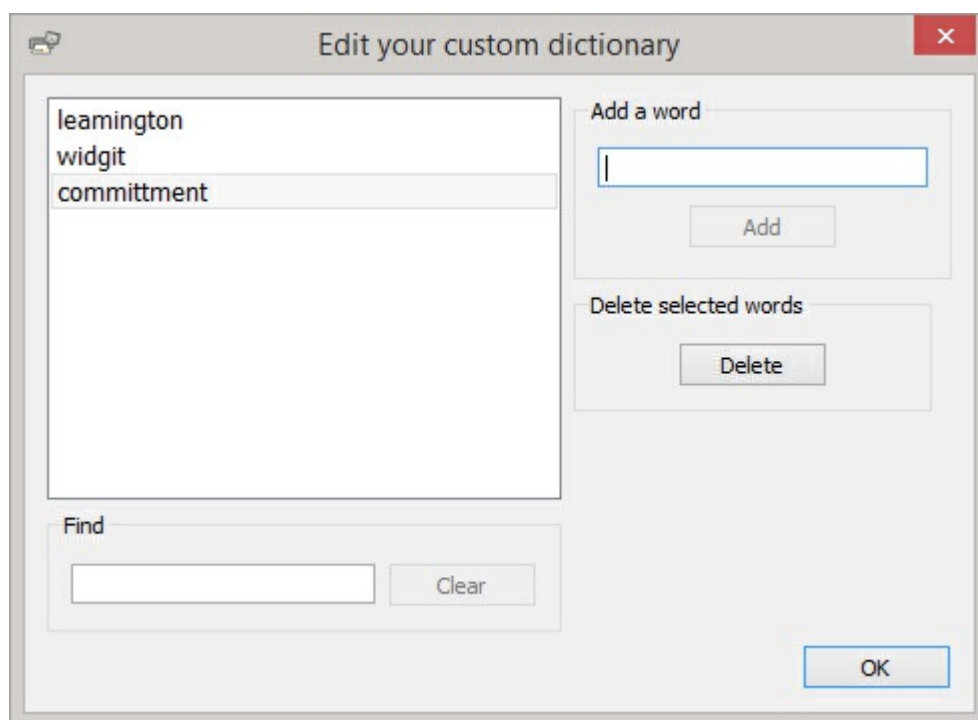 Edit your custom dictionary
leamington
widgit
committment
Add a word
Add
Delete selected words
Delete
Find
Clear
OK